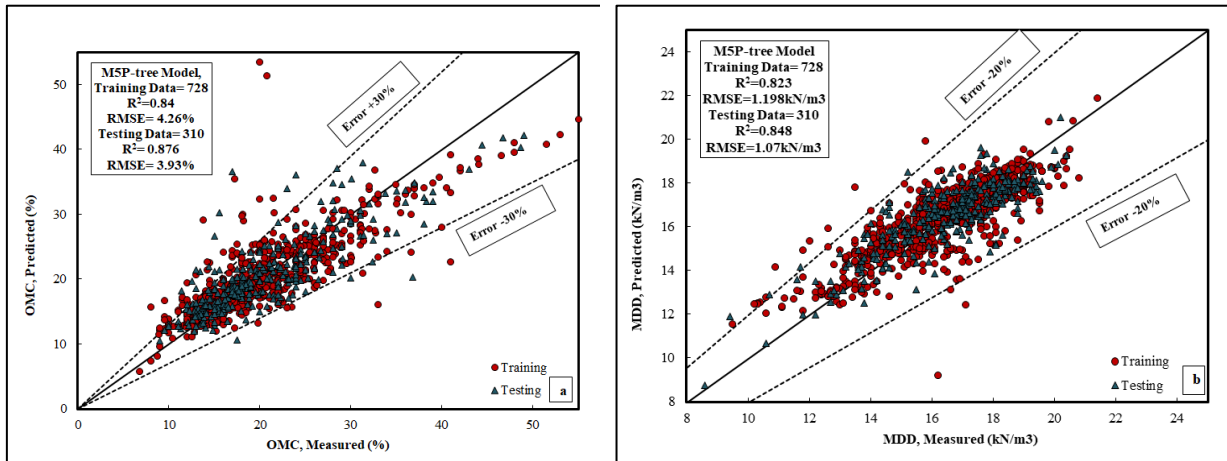 M5P-tree Model,
Training Data= 728
R²=0.84
RMSE= 4.26%
Testing Data= 310
R²=0.876
RMSE= 3.93%
Error +30%
Error -30%
OMC, Predicted (%)
50
40
30
20
10
0
0 10 20 30 40 50
OMC, Measured (%)
Training
Testing
a
M5P-tree Model
Training Data= 728
R²=0.823
RMSE=1.198kN/m3
Testing Data= 310
R²=0.848
RMSE=1.07kN/m3
Error -20%
Error -20%
MDD, Predicted (kN/m3)
24
22
20
18
16
14
12
10
8
8 10 12 14 16 18 20 22 24
MDD, Measured (kN/m3)
Training
Testing
b